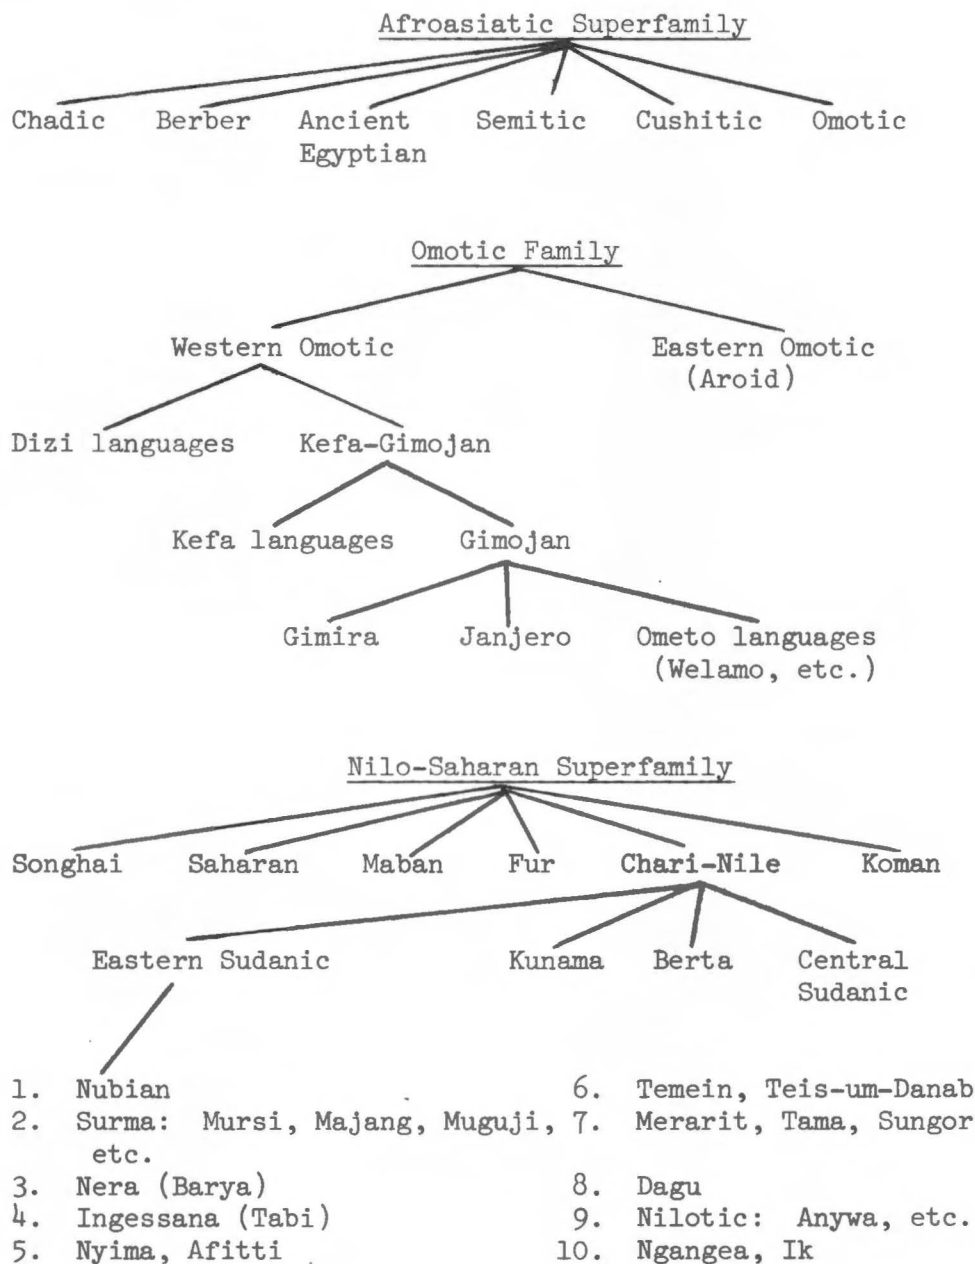 Afroasiatic Superfamily
Chadic Berber Ancient Semitic Cushitic Omotic
Egyptian
Omotic Family
Western Omotic Eastern Omotic
(Aroid)
Dizi languages Kefa-Gimojan
Kefa languages Gimojan
Gimira Janjero Ometo languages
(Welamo, etc.)
Nilo-Saharan Superfamily
Songhai Saharan Maban Fur Chari-Nile Koman
Eastern Sudanic Kunama Berta Central
Sudanic
1. Nubian 6. Temein, Teis-um-Danab
2. Surma: Mursi, Majang, Muguji, 7. Merarit, Tama, Sungor
etc.
3. Nera (Barya) 8. Dagu
4. Ingessana (Tabi) 9. Nilotic: Anywa, etc.
5. Nyima, Afitti 10. Ngangea, Ik